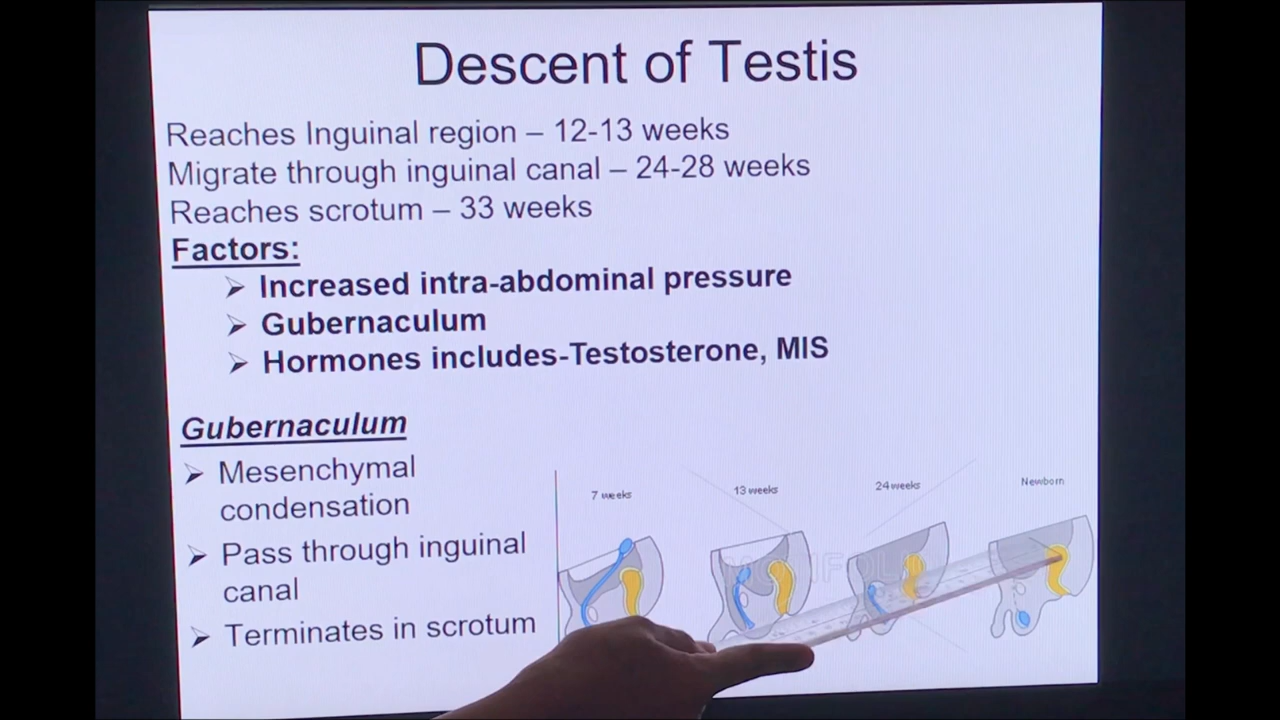 Descent of Testis
Reaches Inguinal region – 12-13 weeks
Migrate through inguinal canal – 24-28 weeks
Reaches scrotum – 33 weeks
Factors:
➢ Increased intra-abdominal pressure
➢ Gubernaculum
➢ Hormones includes-Testosterone, MIS
Gubernaculum
➢ Mesenchymal
condensation
➢ Pass through inguinal
canal
➢ Terminates in scrotum
7 weeks
13 weeks
24 weeks
Newborn